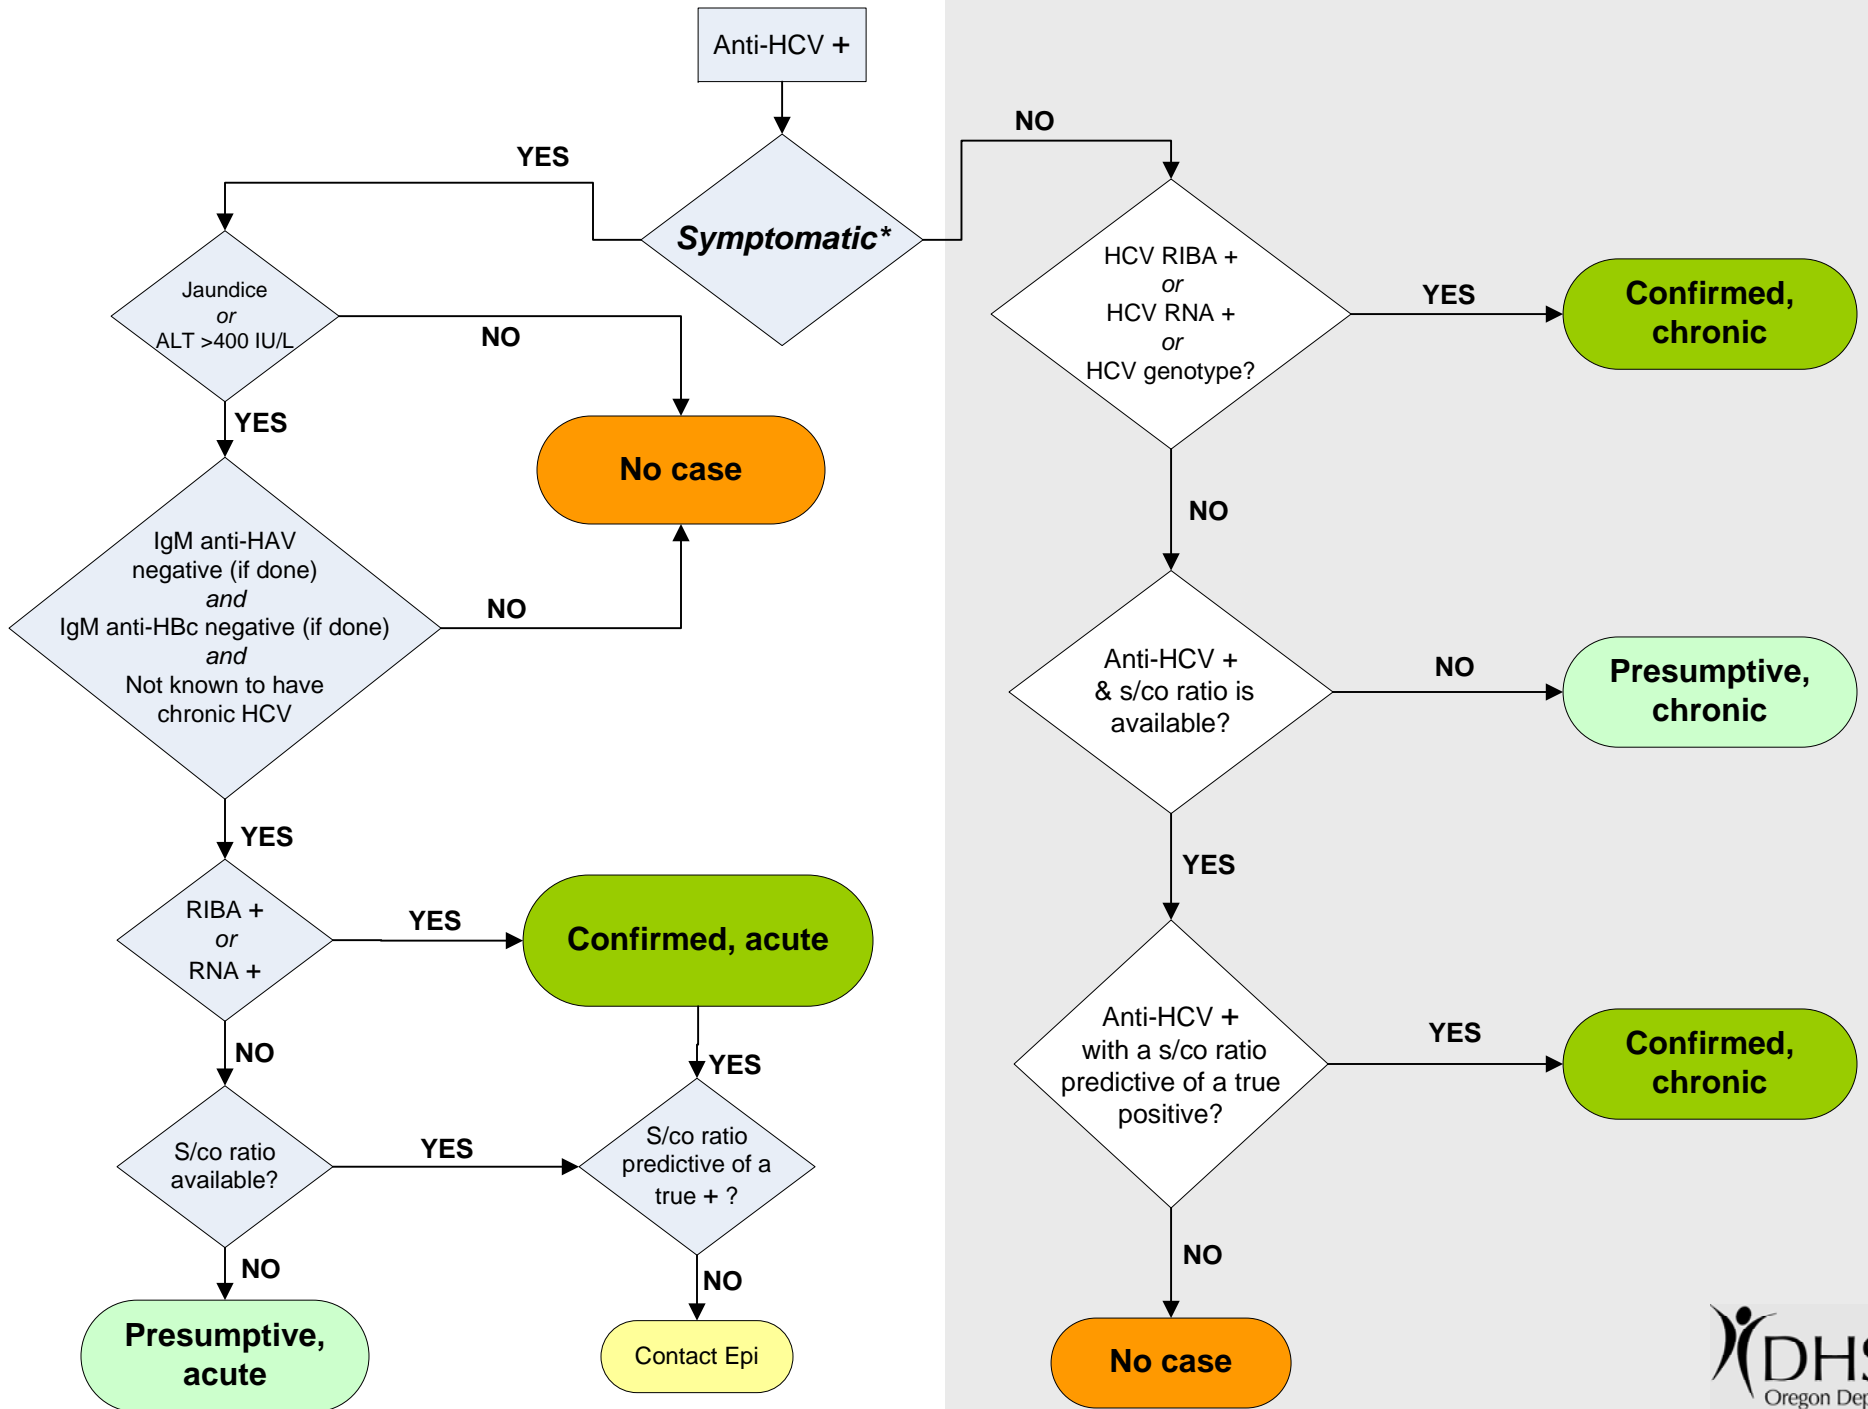 Anti-HCV +
YES
NO
Symptomatic*
Jaundice
or
ALT >400 IU/L
NO
YES
No case
IgM anti-HAV
negative (if done)
and
IgM anti-HBc negative (if done)
and
Not known to have
chronic HCV
NO
YES
RIBA +
or
RNA +
YES
Confirmed, acute
NO
YES
S/co ratio
available?
YES
S/co ratio
predictive of a
true + ?
NO
NO
Presumptive,
acute
Contact Epi
HCV RIBA +
or
HCV RNA +
or
HCV genotype?
YES
Confirmed,
chronic
NO
Anti-HCV +
& s/co ratio is
available?
NO
Presumptive,
chronic
YES
Anti-HCV +
with a s/co ratio
predictive of a true
positive?
YES
Confirmed,
chronic
NO
No case
DHS
Oregon Dep